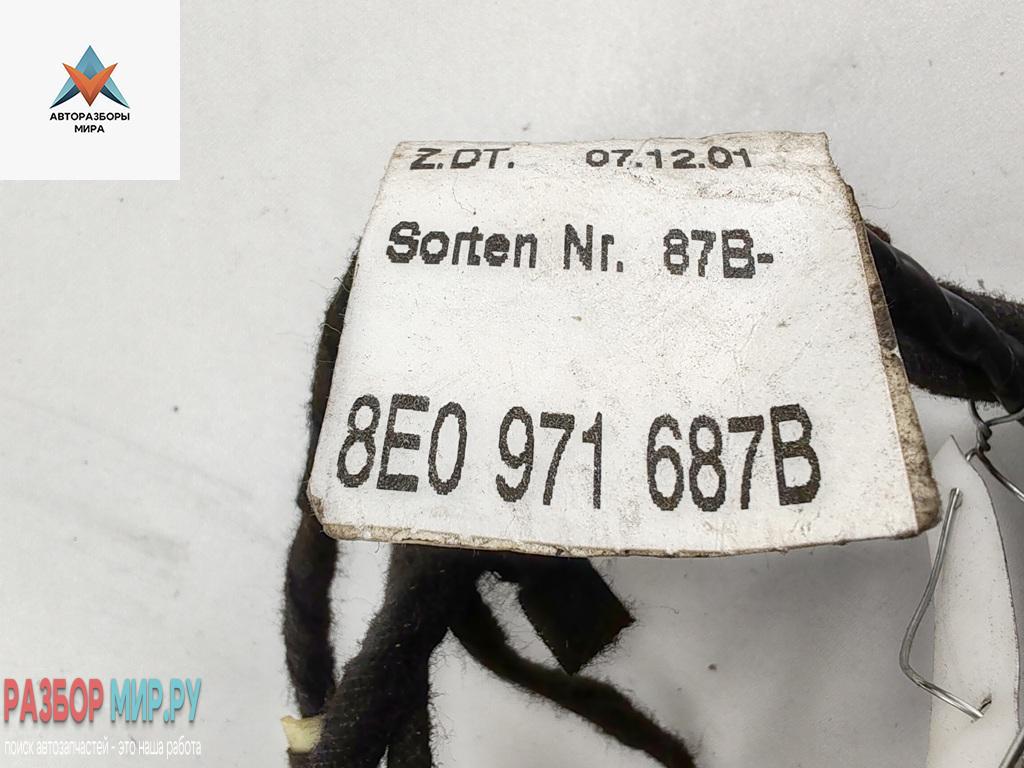 АВТОРАЗБОРЫ
МИРА
Z.DT. 07.12.01
Sorten Nr. 87B-
8E0 971 687B
РАЗБОР МИР.РУ
поиск автозапчастей - это наша работа